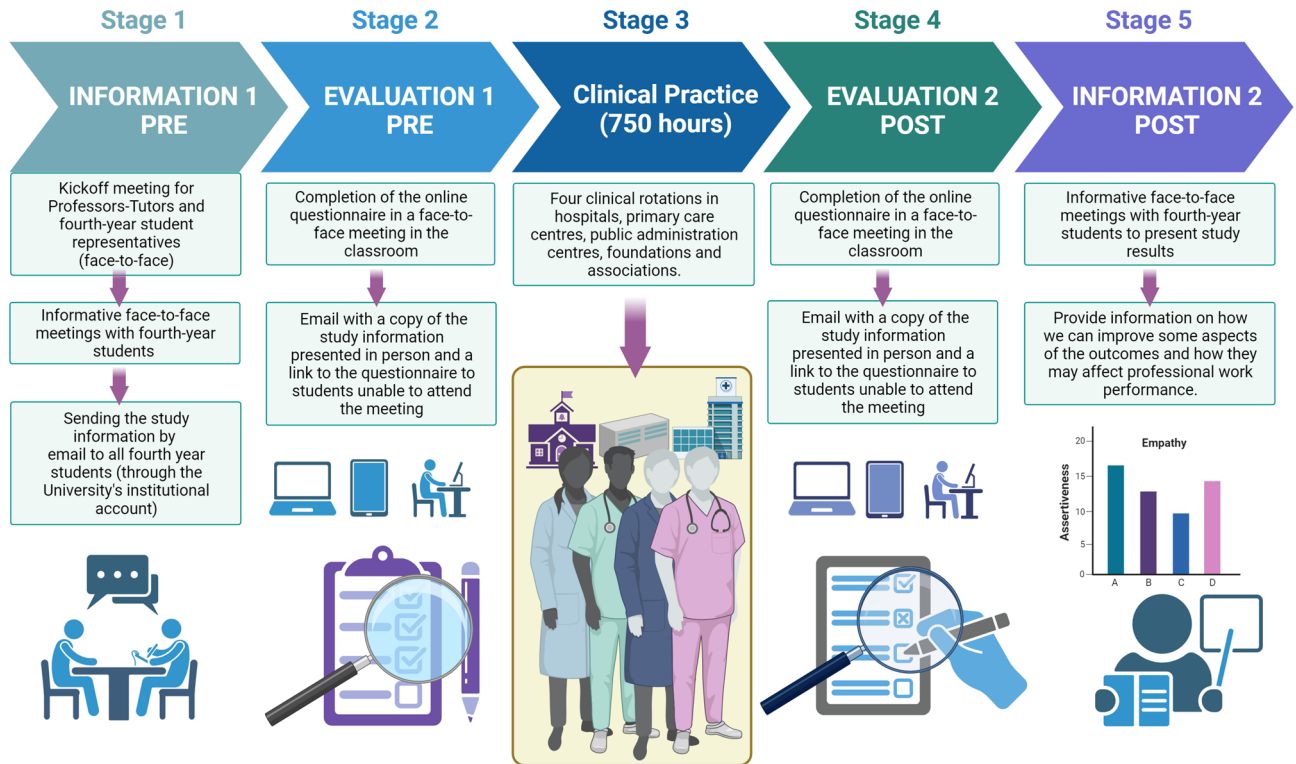 Stage 1
INFORMATION 1
PRE
Kickoff meeting for
Professors-Tutors and
fourth-year student
representatives
(face-to-face)
Informative face-to-face
meetings with fourth-year
students
Sending the study
information by
email to all fourth year
students (through the
University's institutional
account)
Stage 2
EVALUATION 1
PRE
Completion of the online
questionnaire in a face-to-
face meeting in the
classroom
Email with a copy of the
study information
presented in person and a
link to the questionnaire to
students unable to attend
the meeting
Stage 3
Clinical Practice
(750 hours)
Four clinical rotations in
hospitals, primary care
centres, public administration
centres, foundations and
associations.
Stage 4
EVALUATION 2
POST
Completion of the online
questionnaire in a face-to-
face meeting in the
classroom
Email with a copy of the
study information
presented in person and a
link to the questionnaire to
students unable to attend
the meeting
Stage 5
INFORMATION 2
POST
Informative face-to-face
meetings with fourth-year
students to present study
results
Provide information on how
we can improve some aspects
of the outcomes and how they
may affect professional work
performance.
Empathy
Assertiveness
20
15
10
5
0
A B C D